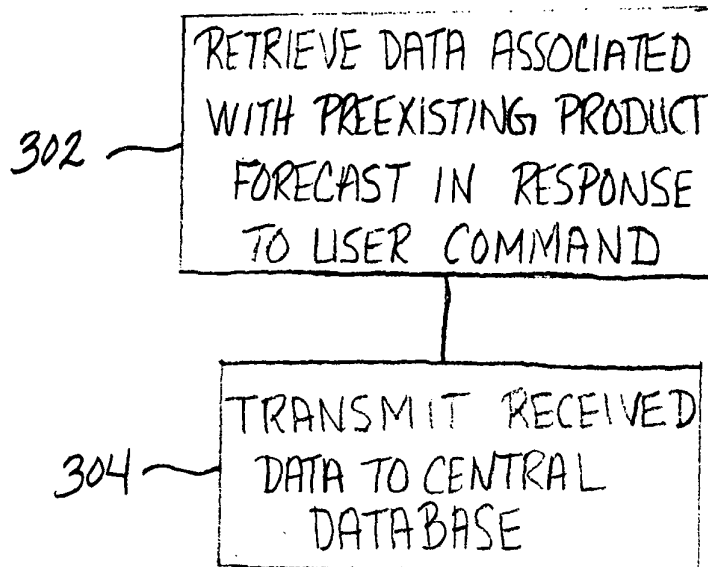 RETRIEVE DATA ASSOCIATED
WITH PREEXISTING PRODUCT
302
FORECAST IN RESPONSE
TO USER COMMAND
TRANSMIT RECEIVED
304
DATA TO CENTRAL
DATABASE